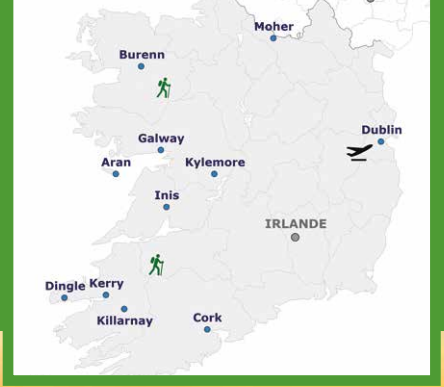 Moher
Burenn
Dublin
Galway
Aran
Kylemore
Inis
IRLANDE
Dingle
Kerry
Killarnay
Cork